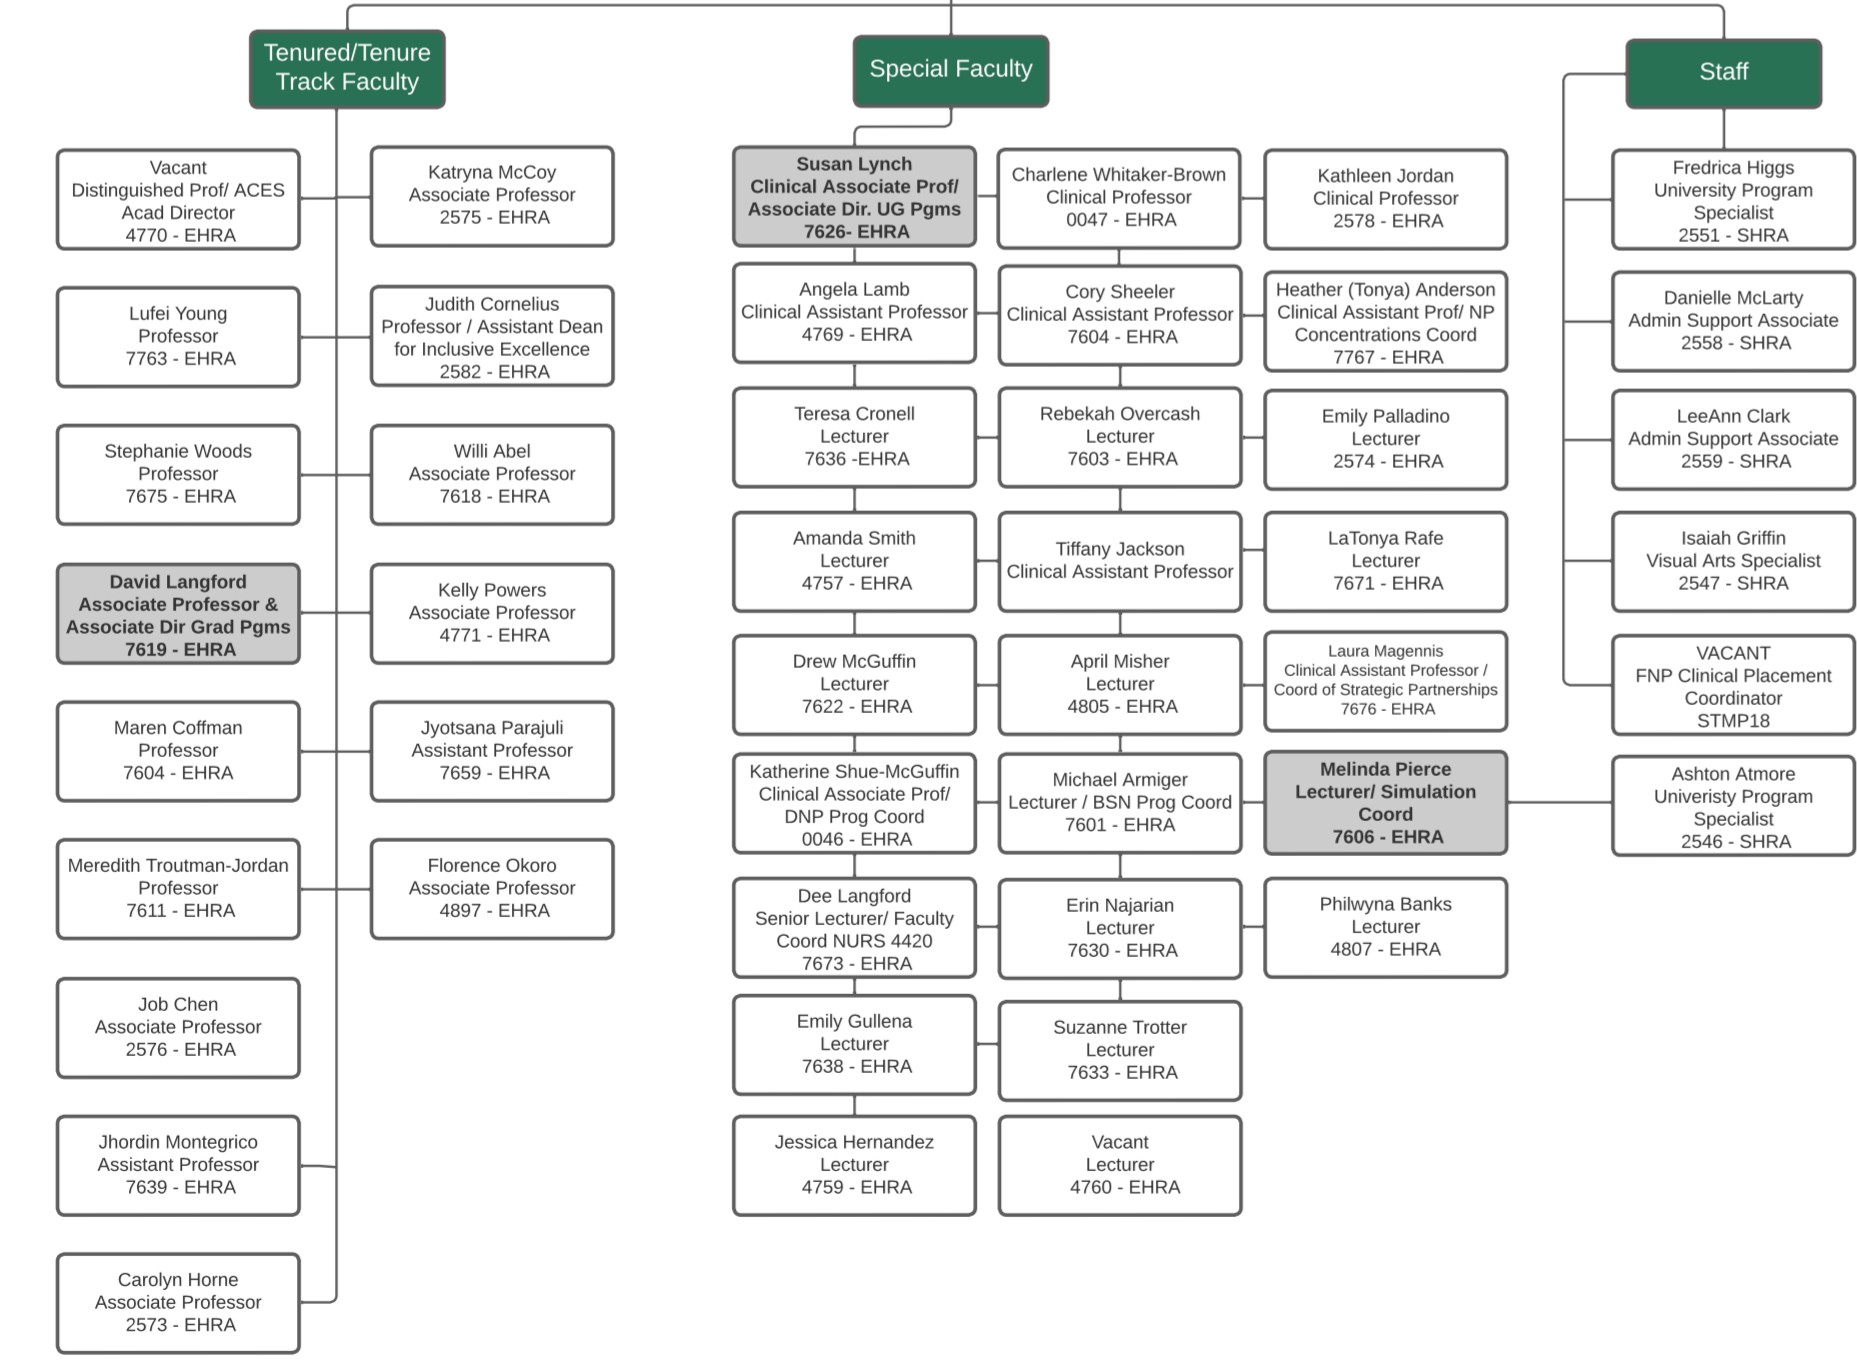 Tenured/Tenure
Track Faculty
Special Faculty
Staff
Vacant
Distinguished Prof/ ACES
Acad Director
4770 - EHRA
Katryna McCoy
Associate Professor
2575 - EHRA
Lufei Young
Professor
7763 - EHRA
Judith Cornelius
Professor / Assistant Dean
for Inclusive Excellence
2582 - EHRA
Stephanie Woods
Professor
7675 - EHRA
Willi Abel
Associate Professor
7618 - EHRA
David Langford
Associate Professor &
Associate Dir Grad Pgms
7619 - EHRA
Kelly Powers
Associate Professor
4771 - EHRA
Maren Coffman
Professor
7604 - EHRA
Jyotsana Parajuli
Assistant Professor
7659 - EHRA
Meredith Troutman-Jordan
Professor
7611 - EHRA
Florence Okoro
Associate Professor
4897 - EHRA
Job Chen
Associate Professor
2576 - EHRA
Jhordin Montegrico
Assistant Professor
7639 - EHRA
Carolyn Horne
Associate Professor
2573 - EHRA
Susan Lynch
Clinical Associate Prof/
Associate Dir. UG Pgms
7626- EHRA
Charlene Whitaker-Brown
Clinical Professor
0047 - EHRA
Kathleen Jordan
Clinical Professor
2578 - EHRA
Angela Lamb
Clinical Assistant Professor
4769 - EHRA
Cory Sheeler
Clinical Assistant Professor
7604 - EHRA
Heather (Tonya) Anderson
Clinical Assistant Prof/ NP
Concentrations Coord
7767 - EHRA
Teresa Cronell
Lecturer
7636 -EHRA
Rebekah Overcash
Lecturer
7603 - EHRA
Emily Palladino
Lecturer
2574 - EHRA
Amanda Smith
Lecturer
4757 - EHRA
Tiffany Jackson
Clinical Assistant Professor
LaTonya Rafe
Lecturer
7671 - EHRA
Drew McGuffin
Lecturer
7622 - EHRA
April Misher
Lecturer
4805 - EHRA
Laura Magennis
Clinical Assistant Professor /
Coord of Strategic Partnerships
7676 - EHRA
Katherine Shue-McGuffin
Clinical Associate Prof/
DNP Prog Coord
0046 - EHRA
Michael Armiger
Lecturer / BSN Prog Coord
7601 - EHRA
Melinda Pierce
Lecturer/ Simulation
Coord
7606 - EHRA
Dee Langford
Senior Lecturer/ Faculty
Coord NURS 4420
7673 - EHRA
Erin Najarian
Lecturer
7630 - EHRA
Philwyna Banks
Lecturer
4807 - EHRA
Emily Gullena
Lecturer
7638 - EHRA
Suzanne Trotter
Lecturer
7633 - EHRA
Jessica Hernandez
Lecturer
4759 - EHRA
Vacant
Lecturer
4760 - EHRA
Fredrica Higgs
University Program
Specialist
2551 - SHRA
Danielle McLarty
Admin Support Associate
2558 - SHRA
LeeAnn Clark
Admin Support Associate
2559 - SHRA
Isaiah Griffin
Visual Arts Specialist
2547 - SHRA
VACANT
FNP Clinical Placement
Coordinator
STMP18
Ashton Atmore
Univeristy Program
Specialist
2546 - SHRA